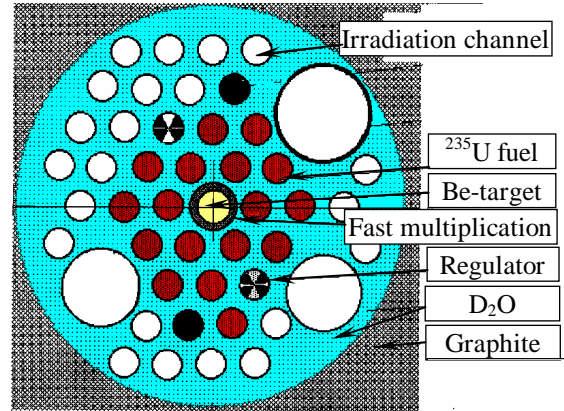 Irradiation channel
²³⁵U fuel
Be-target
Fast multiplication
Regulator
D₂O
Graphite